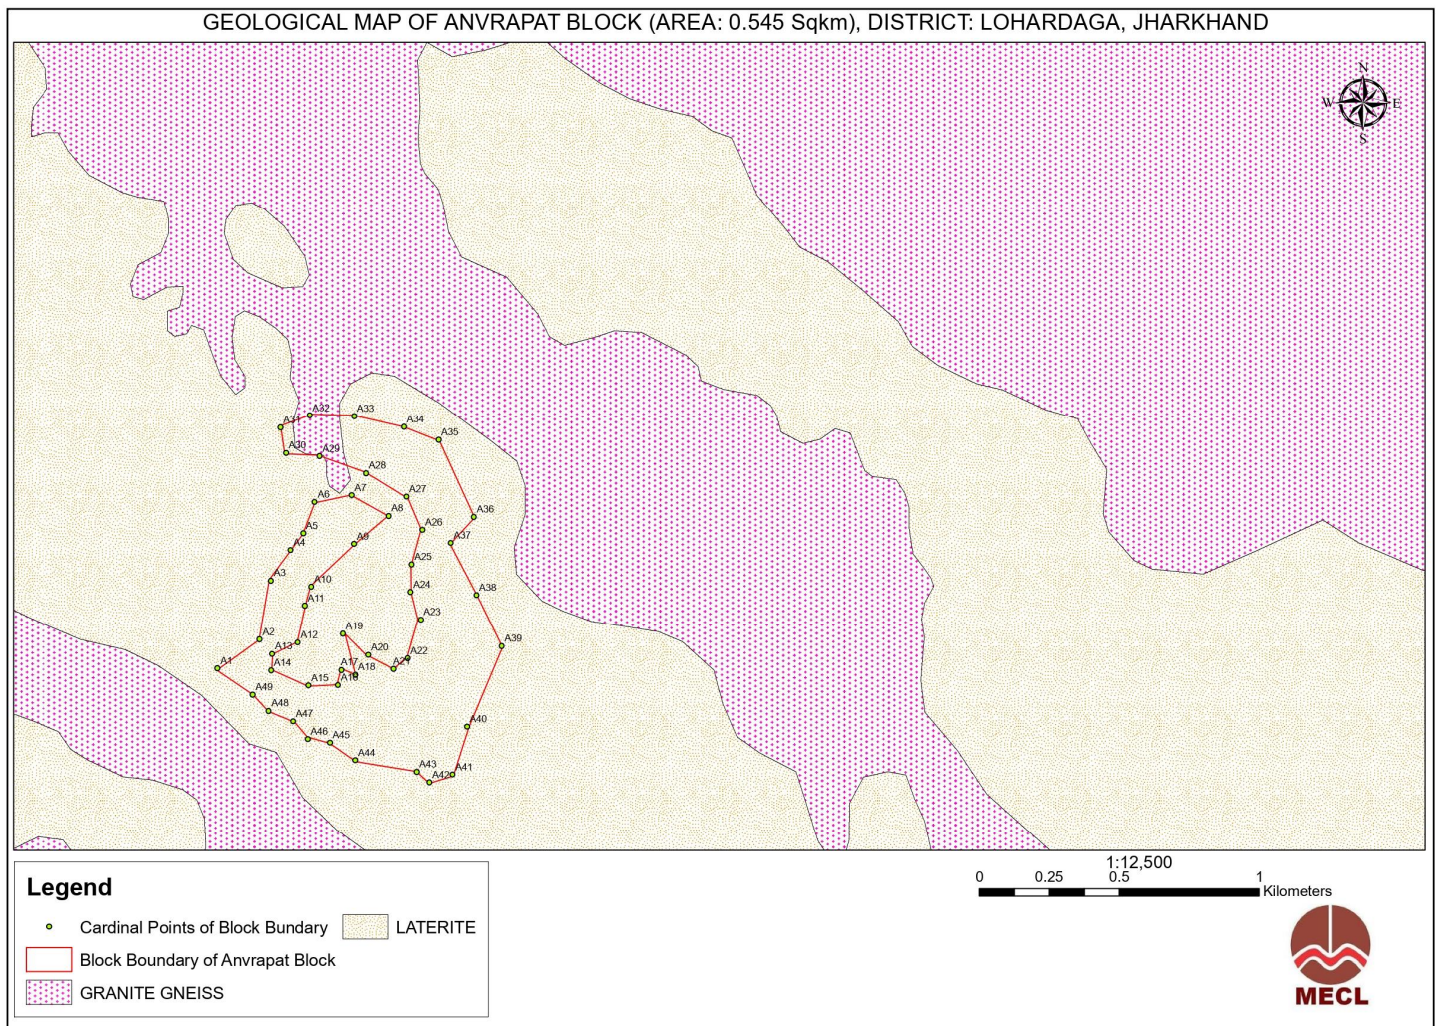 GEOLOGICAL MAP OF ANVRAPAT BLOCK (AREA: 0.545 Sqkm), DISTRICT: LOHARDAGA, JHARKHAND
N
W E
S
A32 A33
A31 A34
A35
A30 A29
A28
A6 A7 A27
A8 A36
A5 A26
A4 A9 A37
A25
A3 A10 A24 A38
A11
A19 A23
A2 A12 A39
A13 A20 A22
A1 A14 A17 A18 A21
A15 A16
A49
A48
A47 A40
A46 A45
A44
A43 A42 A41
1:12,500
0 0.25 0.5 1
Kilometers
Legend
Cardinal Points of Block Bundary
LATERITE
Block Boundary of Anvrapat Block
GRANITE GNEISS
MECL